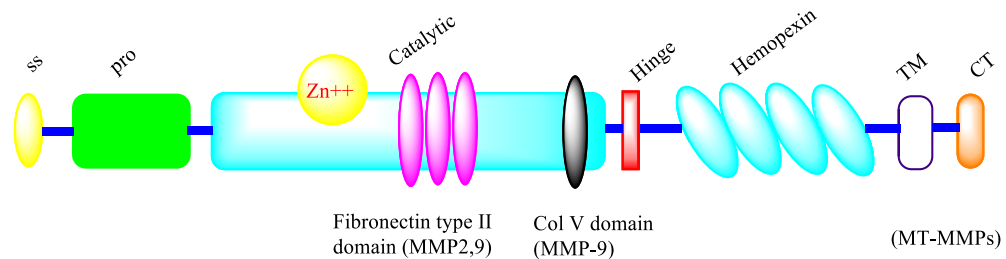 ss
pro
Zn++
Catalytic
Hinge
Hemopexin
TM
CT
Fibronectin type II
domain (MMP2,9)
Col V domain
(MMP-9)
(MT-MMPs)